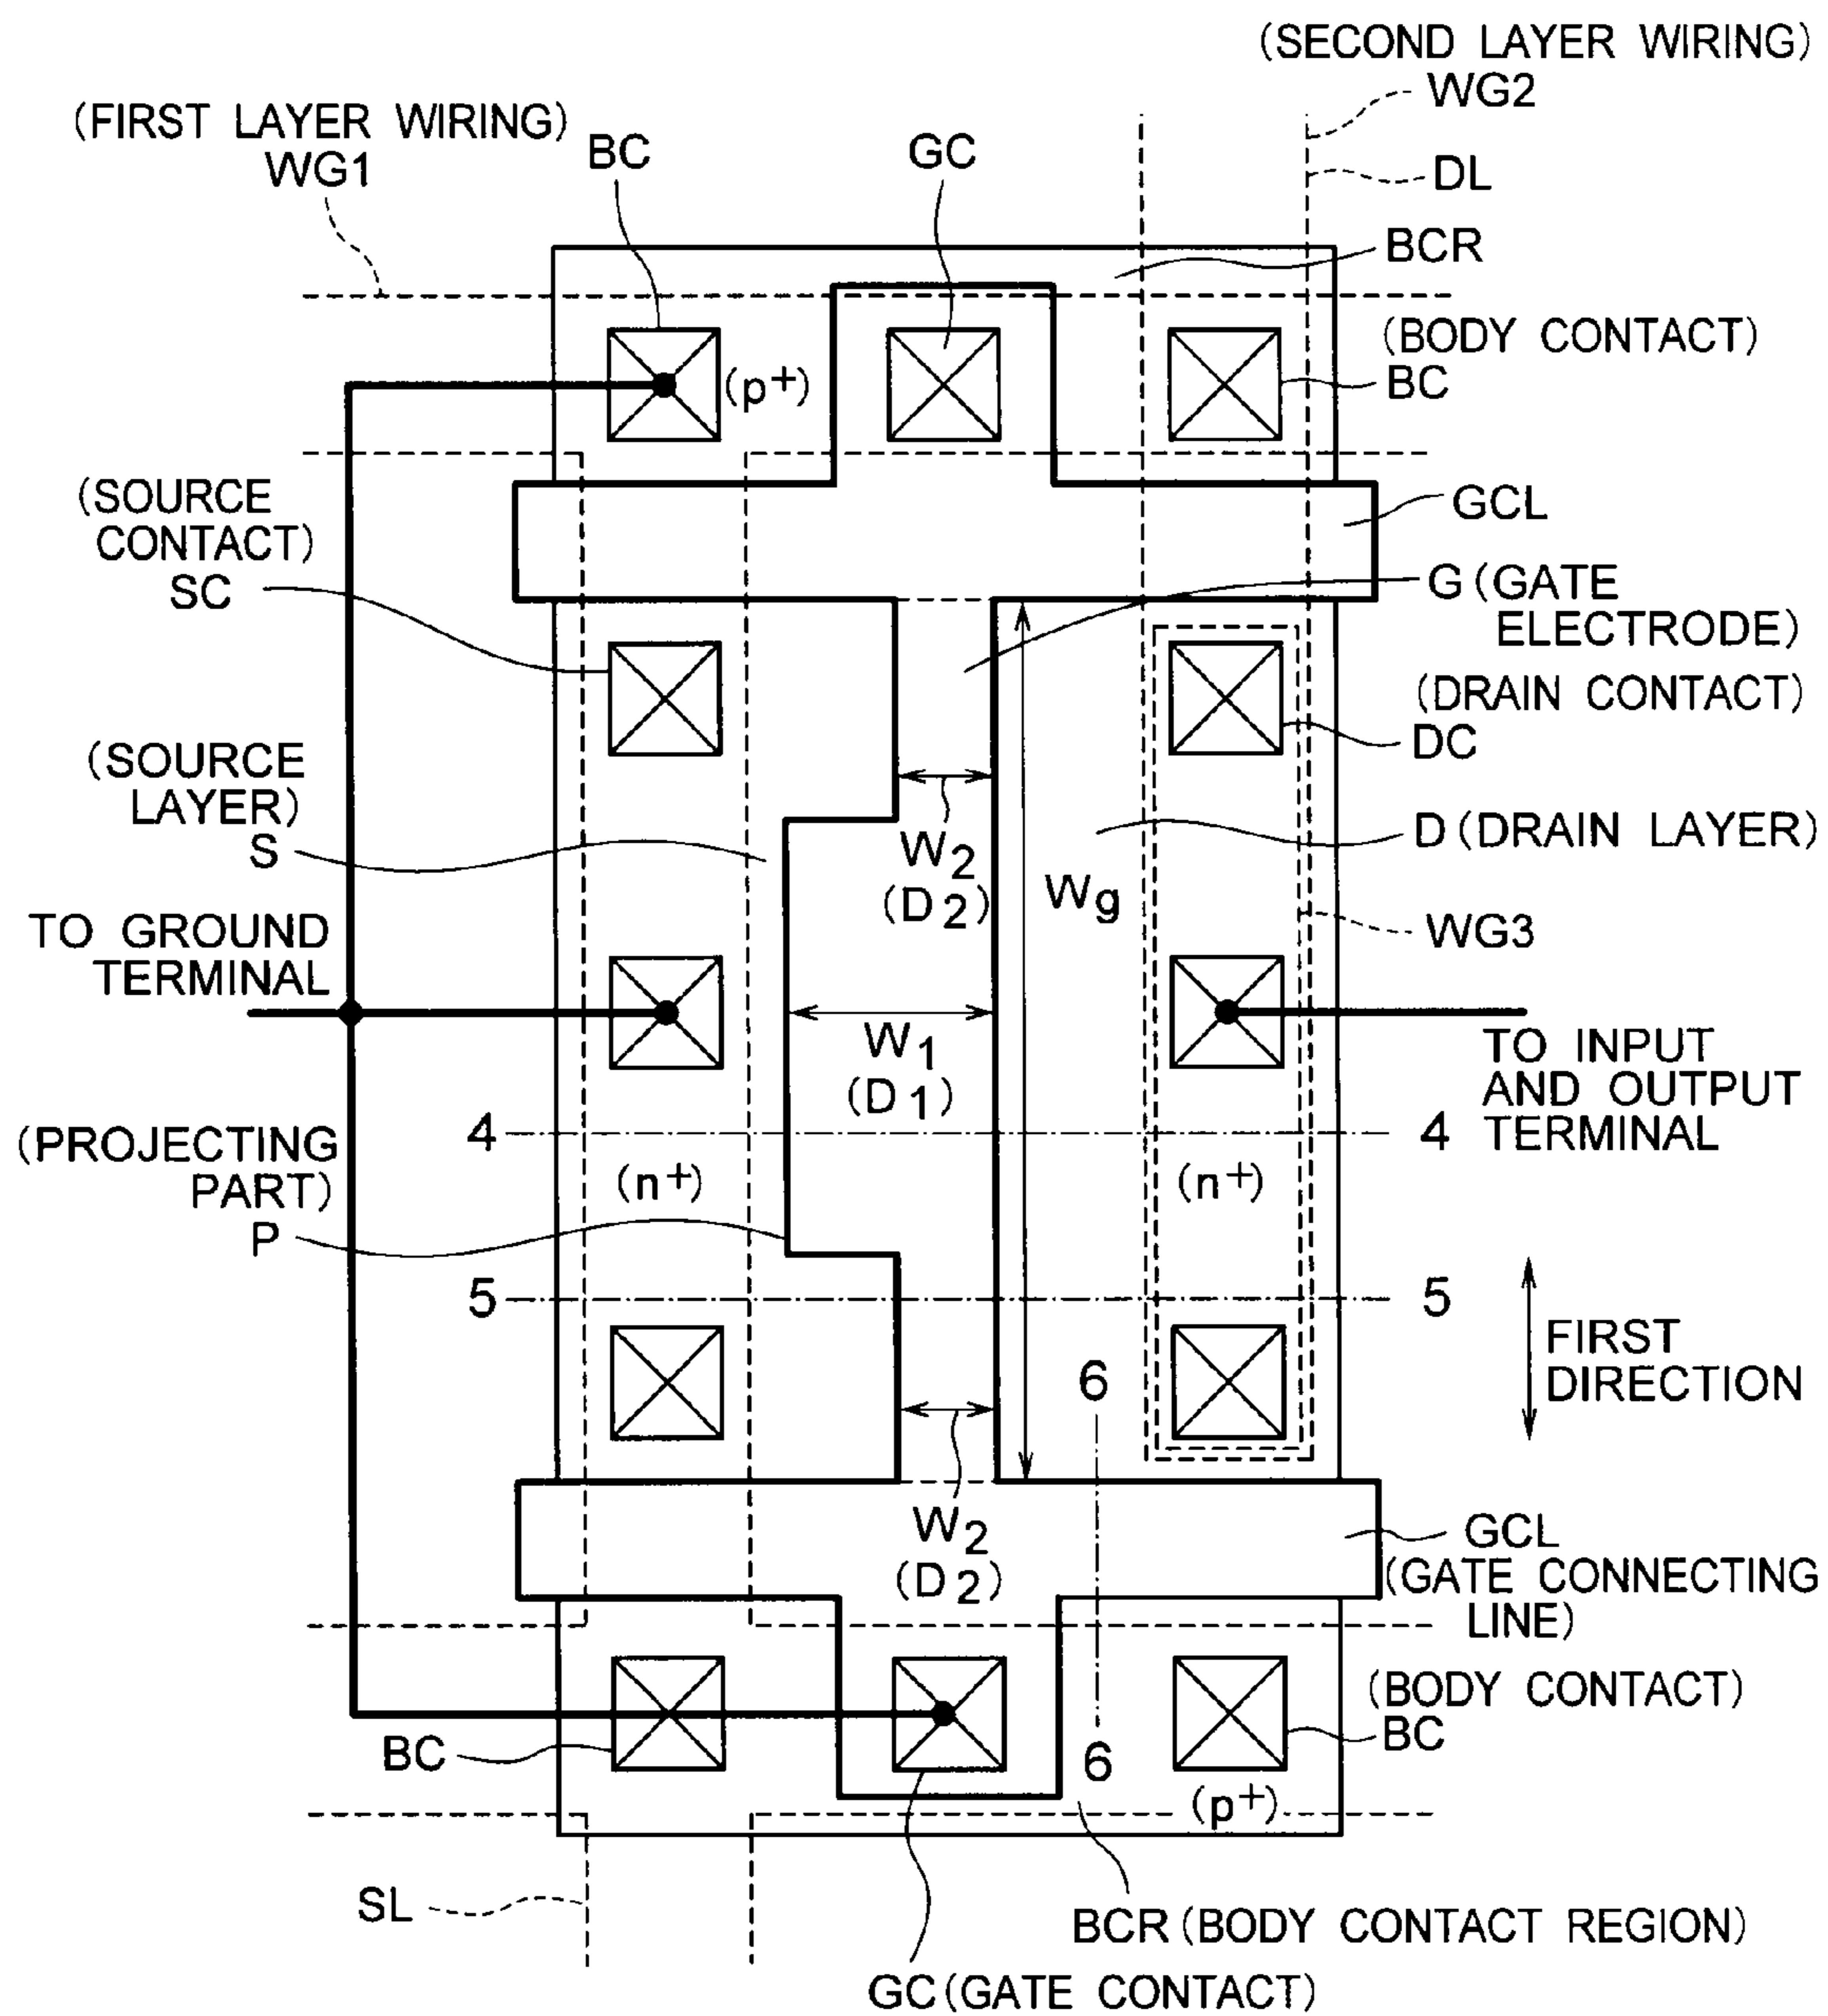 (SECOND LAYER WIRING)
WG2
(FIRST LAYER WIRING)
WG1
BC
GC
DL
BCR
(BODY CONTACT)
BC
(p+)
(SOURCE
CONTACT)
SC
GCL
G (GATE
ELECTRODE)
(DRAIN CONTACT)
DC
(SOURCE
LAYER)
S
W2
(D2)
Wg
D (DRAIN LAYER)
TO GROUND
TERMINAL
WG3
W1
(D1)
TO INPUT
AND OUTPUT
TERMINAL
4
4
(PROJECTING
PART)
P
(n+)
(n+)
5
5
FIRST
DIRECTION
6
W2
(D2)
GCL
(GATE CONNECTING
LINE)
(BODY CONTACT)
BC
BC
6
(p+)
SL
BCR (BODY CONTACT REGION)
GC (GATE CONTACT)